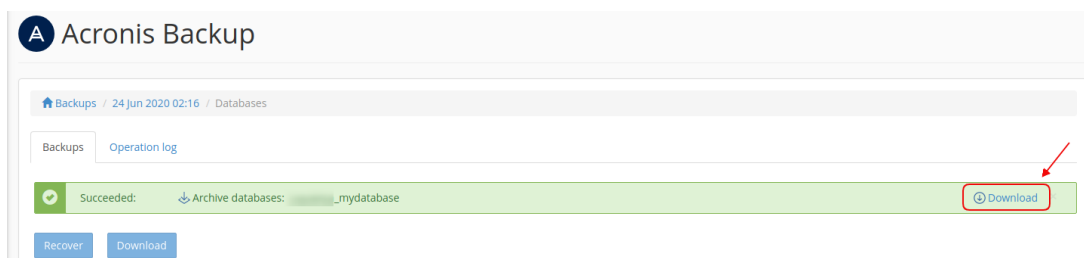 Acronis Backup
Backups / 24 Jun 2020 02:16 / Databases
Backups Operation log
Succeeded: Archive databases: _mydatabase Download
Recover Download